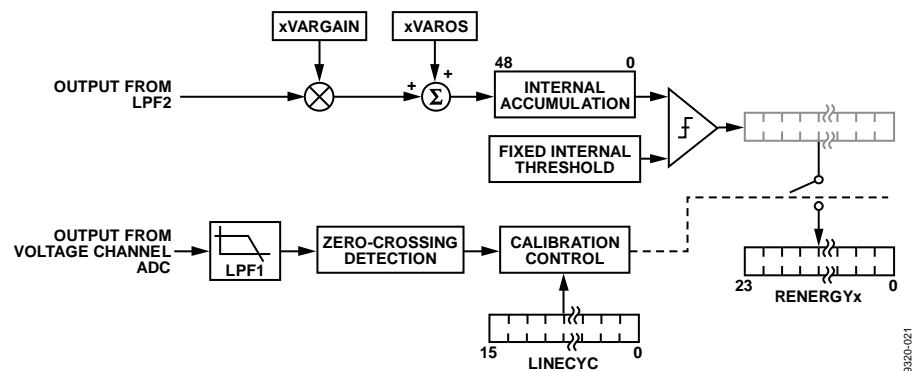 xVARGAIN
xVAROS
OUTPUT FROM
LPF2
+
+
Σ
48
0
INTERNAL
ACCUMULATION
FIXED INTERNAL
THRESHOLD
OUTPUT FROM
VOLTAGE CHANNEL
ADC
LPF1
ZERO-CROSSING
DETECTION
CALIBRATION
CONTROL
23
0
RENERGYx
15
0
LINECYC
9320-021